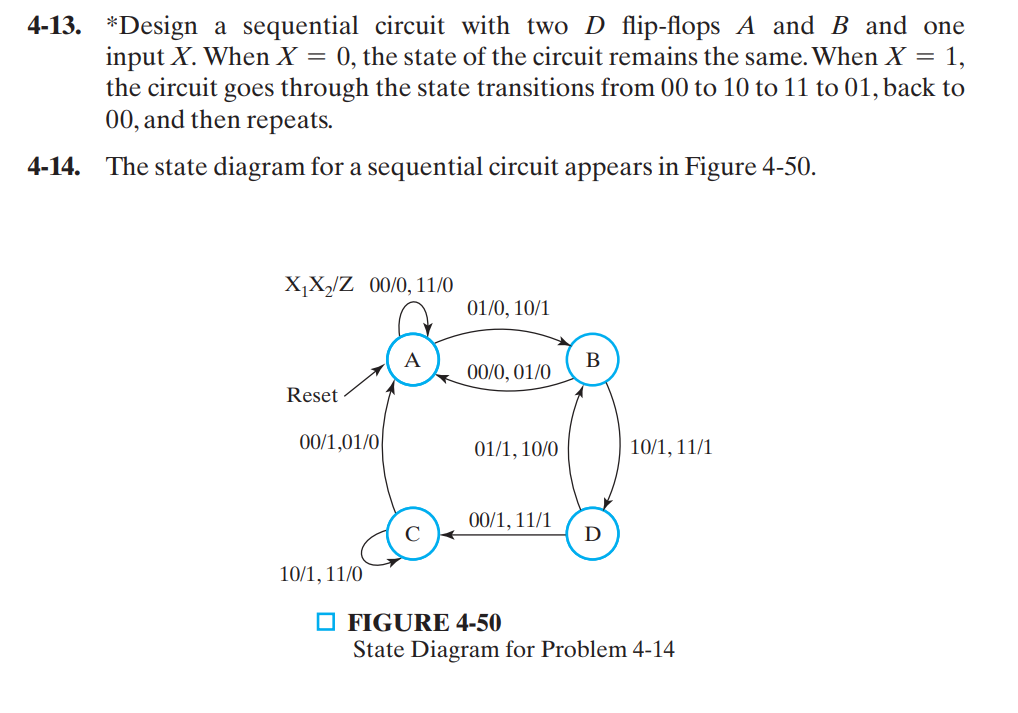 4-13. *Design a sequential circuit with two D flip-flops A and B and one
input X. When X = 0, the state of the circuit remains the same. When X = 1,
the circuit goes through the state transitions from 00 to 10 to 11 to 01, back to
00, and then repeats.
4-14. The state diagram for a sequential circuit appears in Figure 4-50.
X₁X₂/Z 00/0, 11/0
01/0, 10/1
A
B
00/0, 01/0
Reset
00/1,01/0
01/1, 10/0
10/1, 11/1
00/1, 11/1
C
D
10/1, 11/0
FIGURE 4-50
State Diagram for Problem 4-14